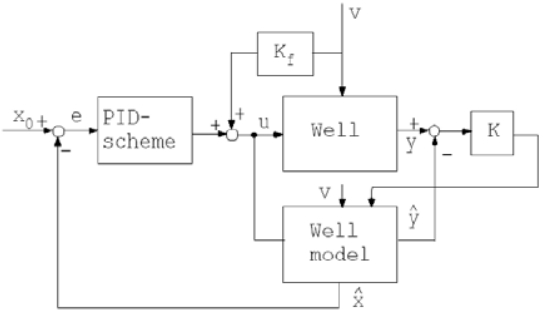 v
K_f
x_0 + e PID-scheme + + u Well + y - K
v
Well
model
ŷ
-
x̂